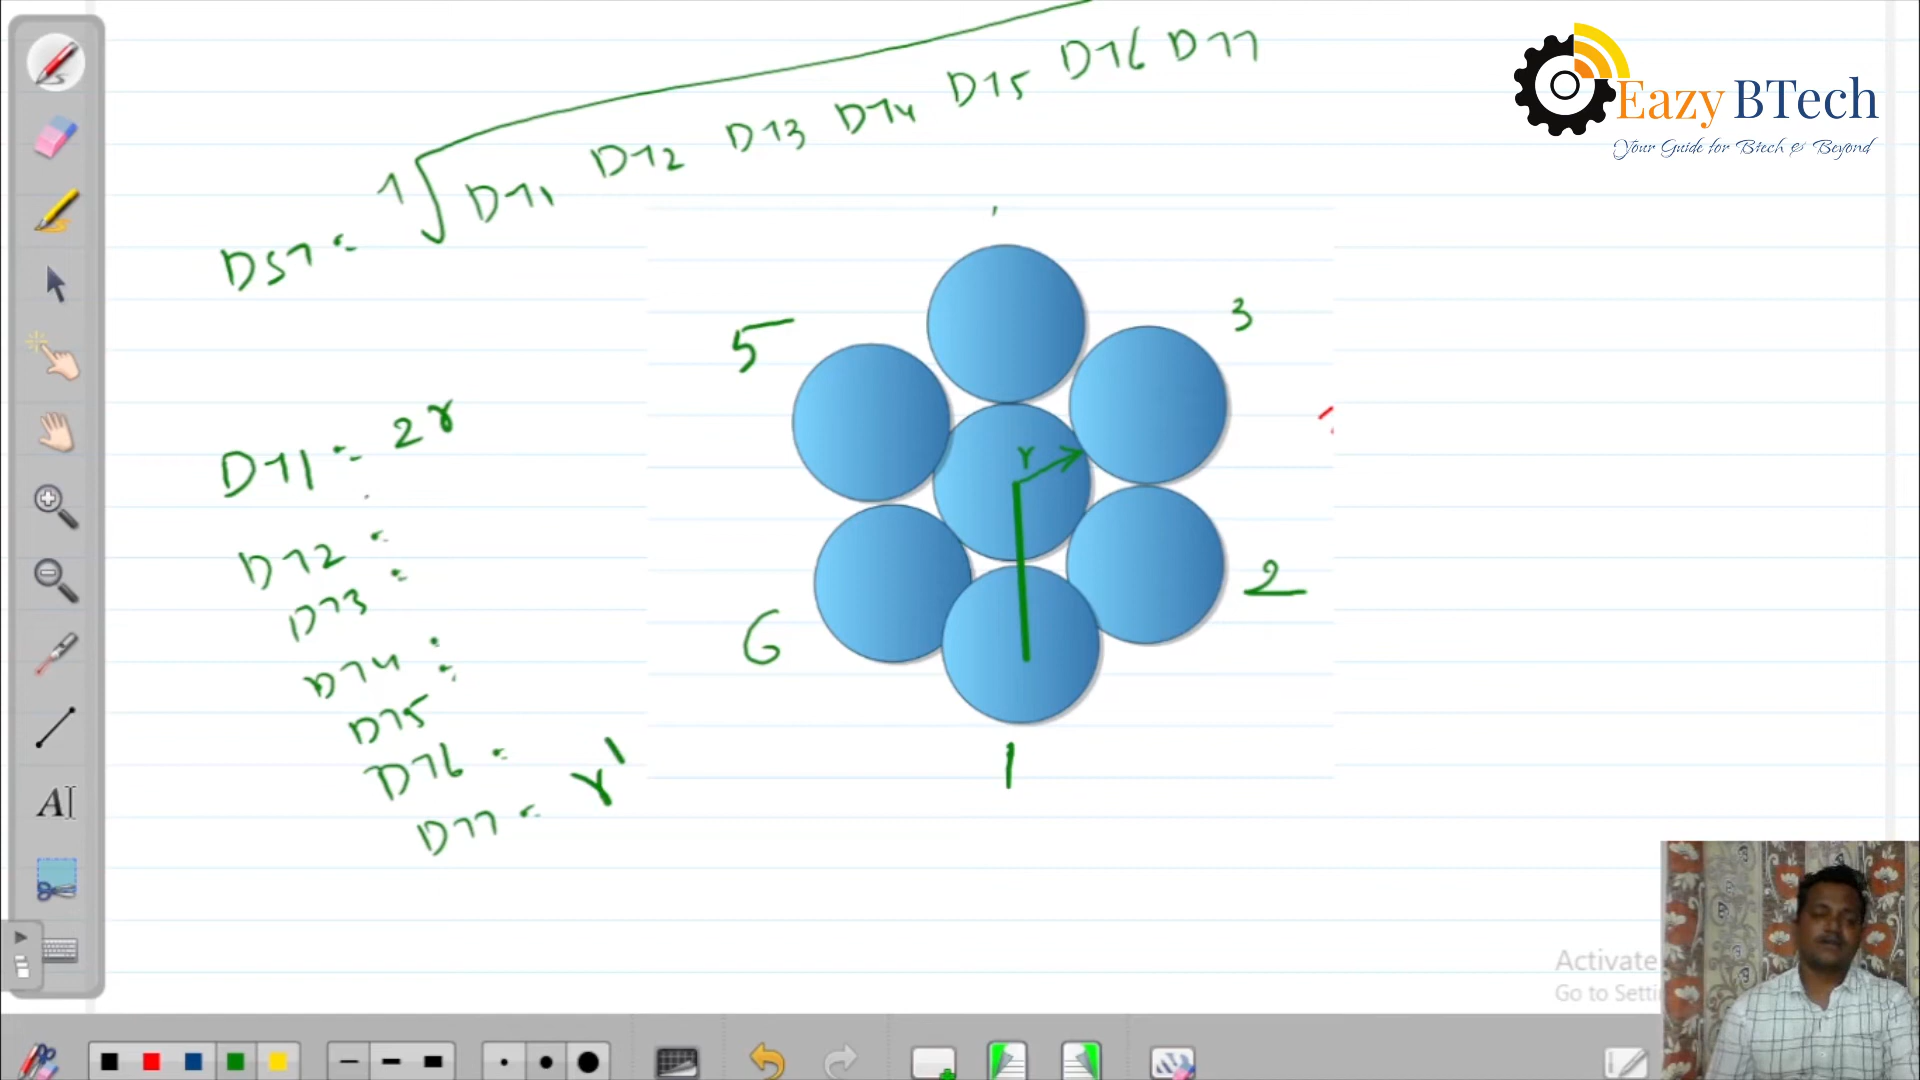 Eazy BTech
Your Guide for Btech & Beyond
Ds7 = 7√ D71 D72 D73 D74 D75 D76 D77
5
3
r
D71 = 2r
D72 =
2
D73 =
6
D74 =
D75 =
D76 =
D77 = r'
1
Activate
Go to Setti
A